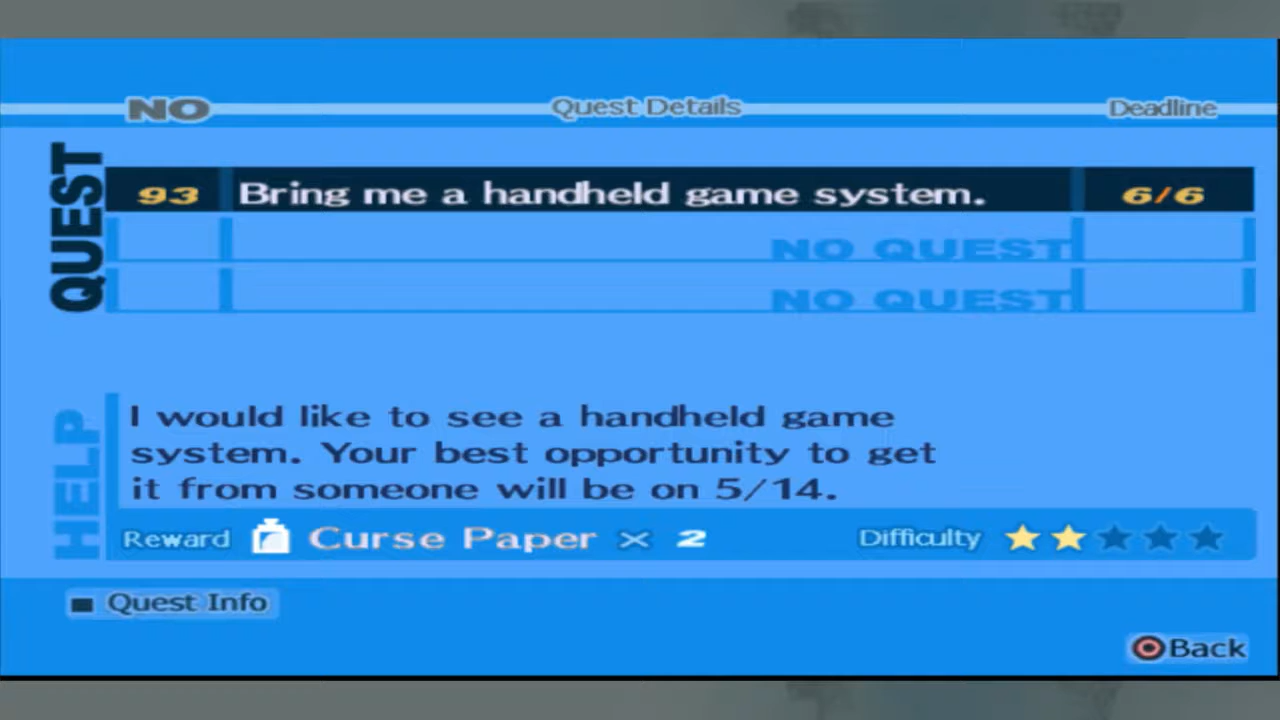 NO Quest Details Deadline
QUEST
93 Bring me a handheld game system. 6/6
NO QUEST
NO QUEST
HELP
I would like to see a handheld game
system. Your best opportunity to get
it from someone will be on 5/14.
Reward Curse Paper × 2 Difficulty
Quest Info
Back